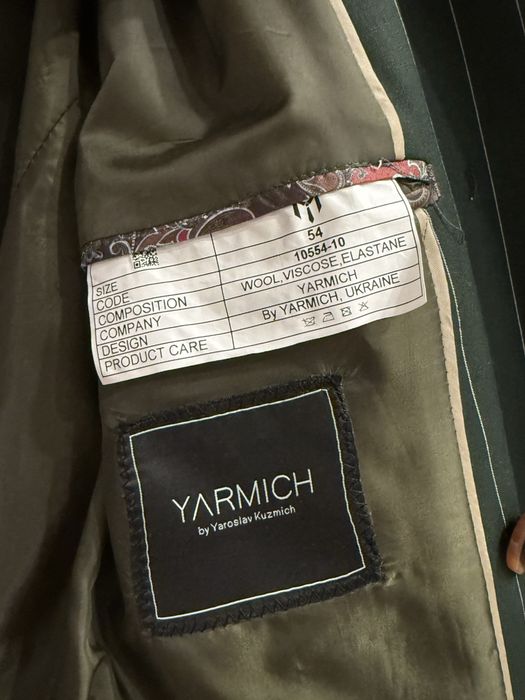 SIZE 54
CODE 10554-10
COMPOSITION WOOL,VISCOSE,ELASTANE
COMPANY YARMICH
DESIGN By YARMICH, UKRAINE
PRODUCT CARE
YARMICH
by Yaroslav Kuzmich